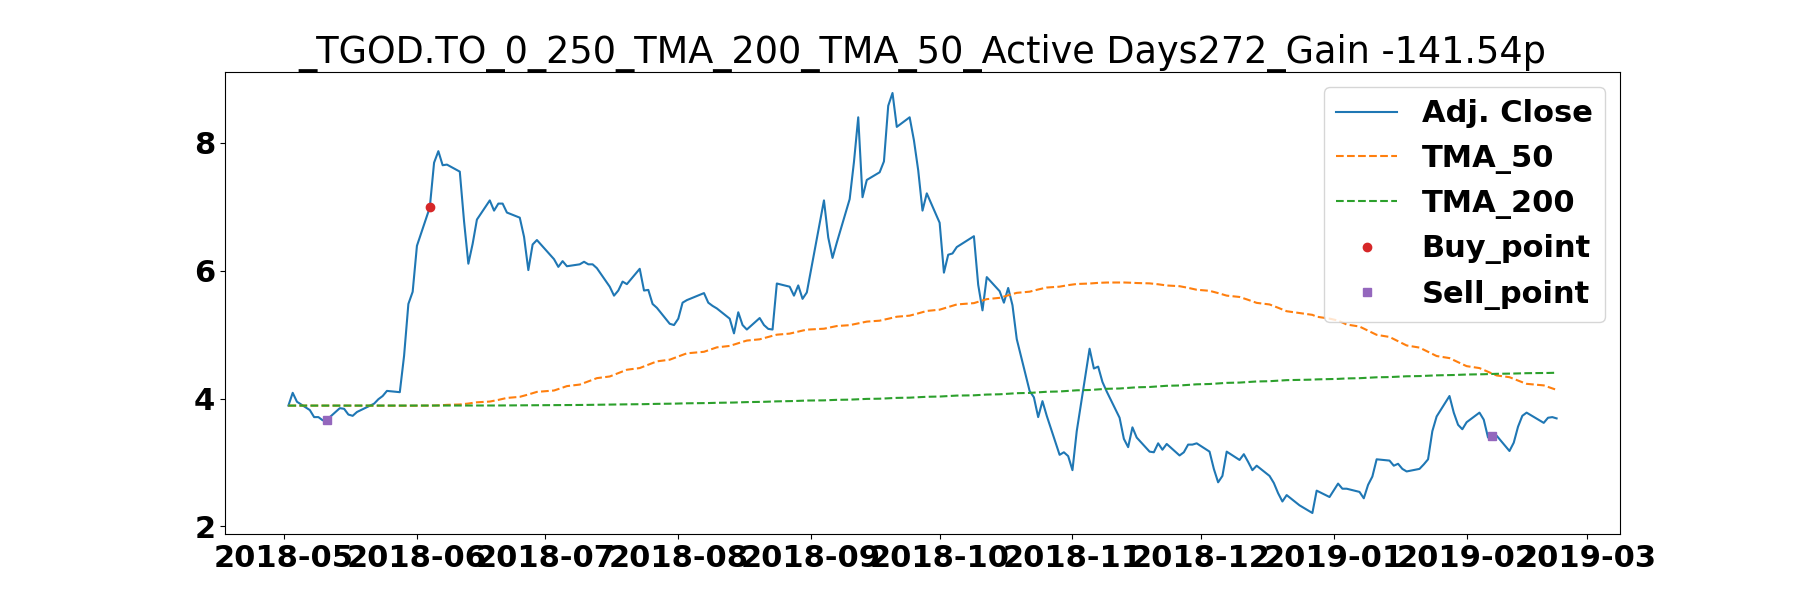 _TGOD.TO_0_250_TMA_200_TMA_50_Active Days272_Gain -141.54p
Adj. Close
TMA_50
TMA_200
Buy_point
Sell_point
8
6
4
2
2018-05 2018-06 2018-07 2018-08 2018-09 2018-10 2018-11 2018-12 2019-01 2019-02 2019-03